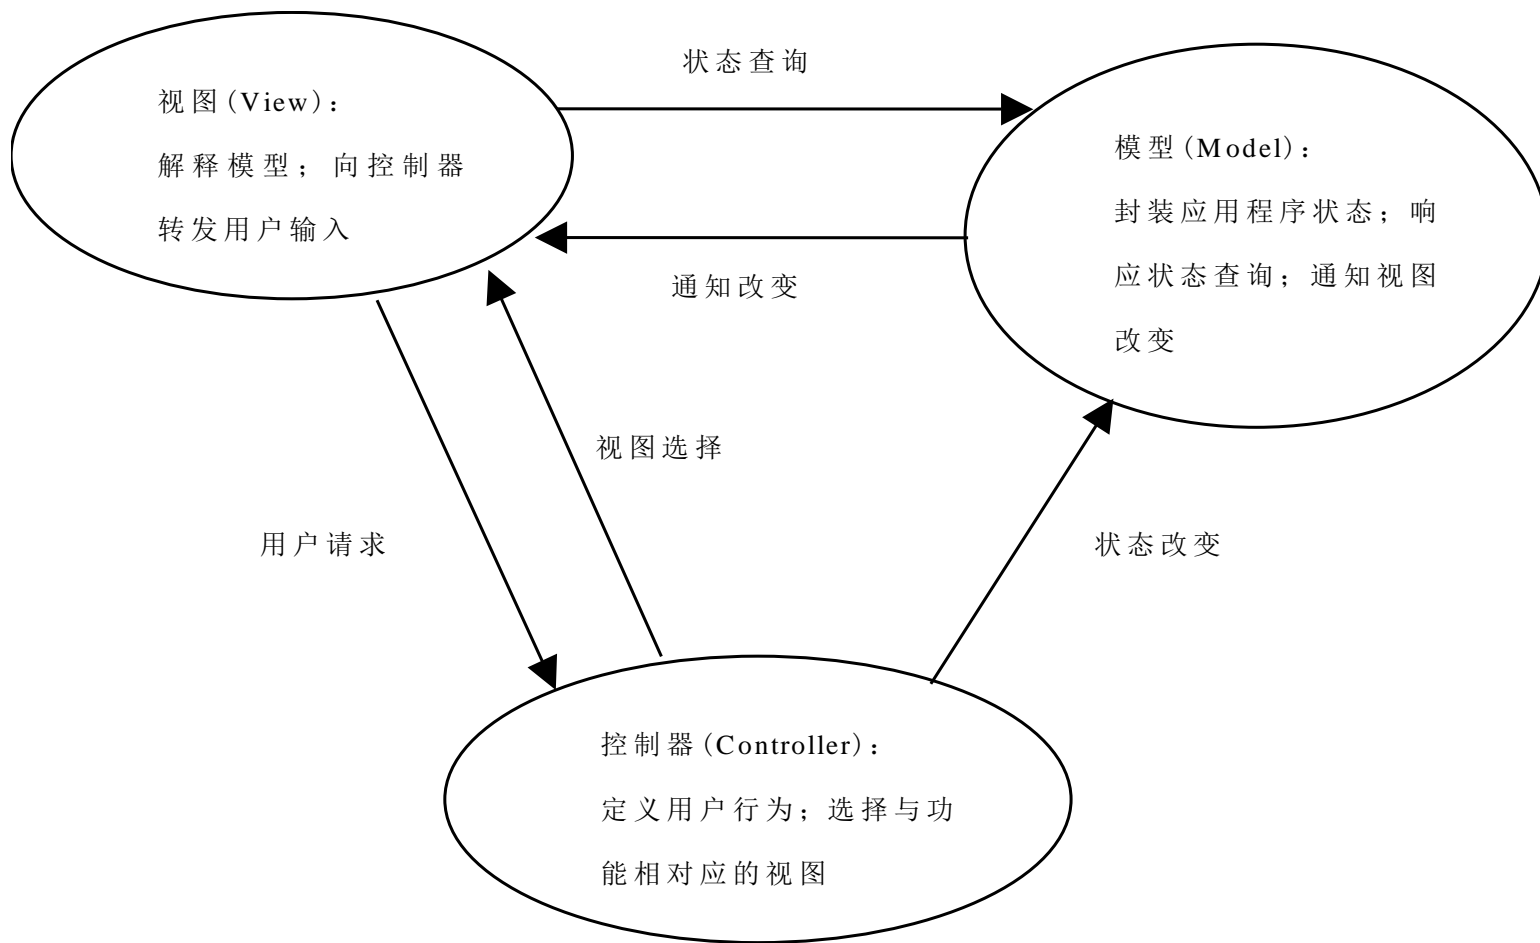 状态查询
视图(View):
解释模型；向控制器
转发用户输入
模型(Model):
封装应用程序状态；响
应状态查询；通知视图
改变
通知改变
视图选择
用户请求
状态改变
控制器(Controller):
定义用户行为；选择与功
能相对应的视图